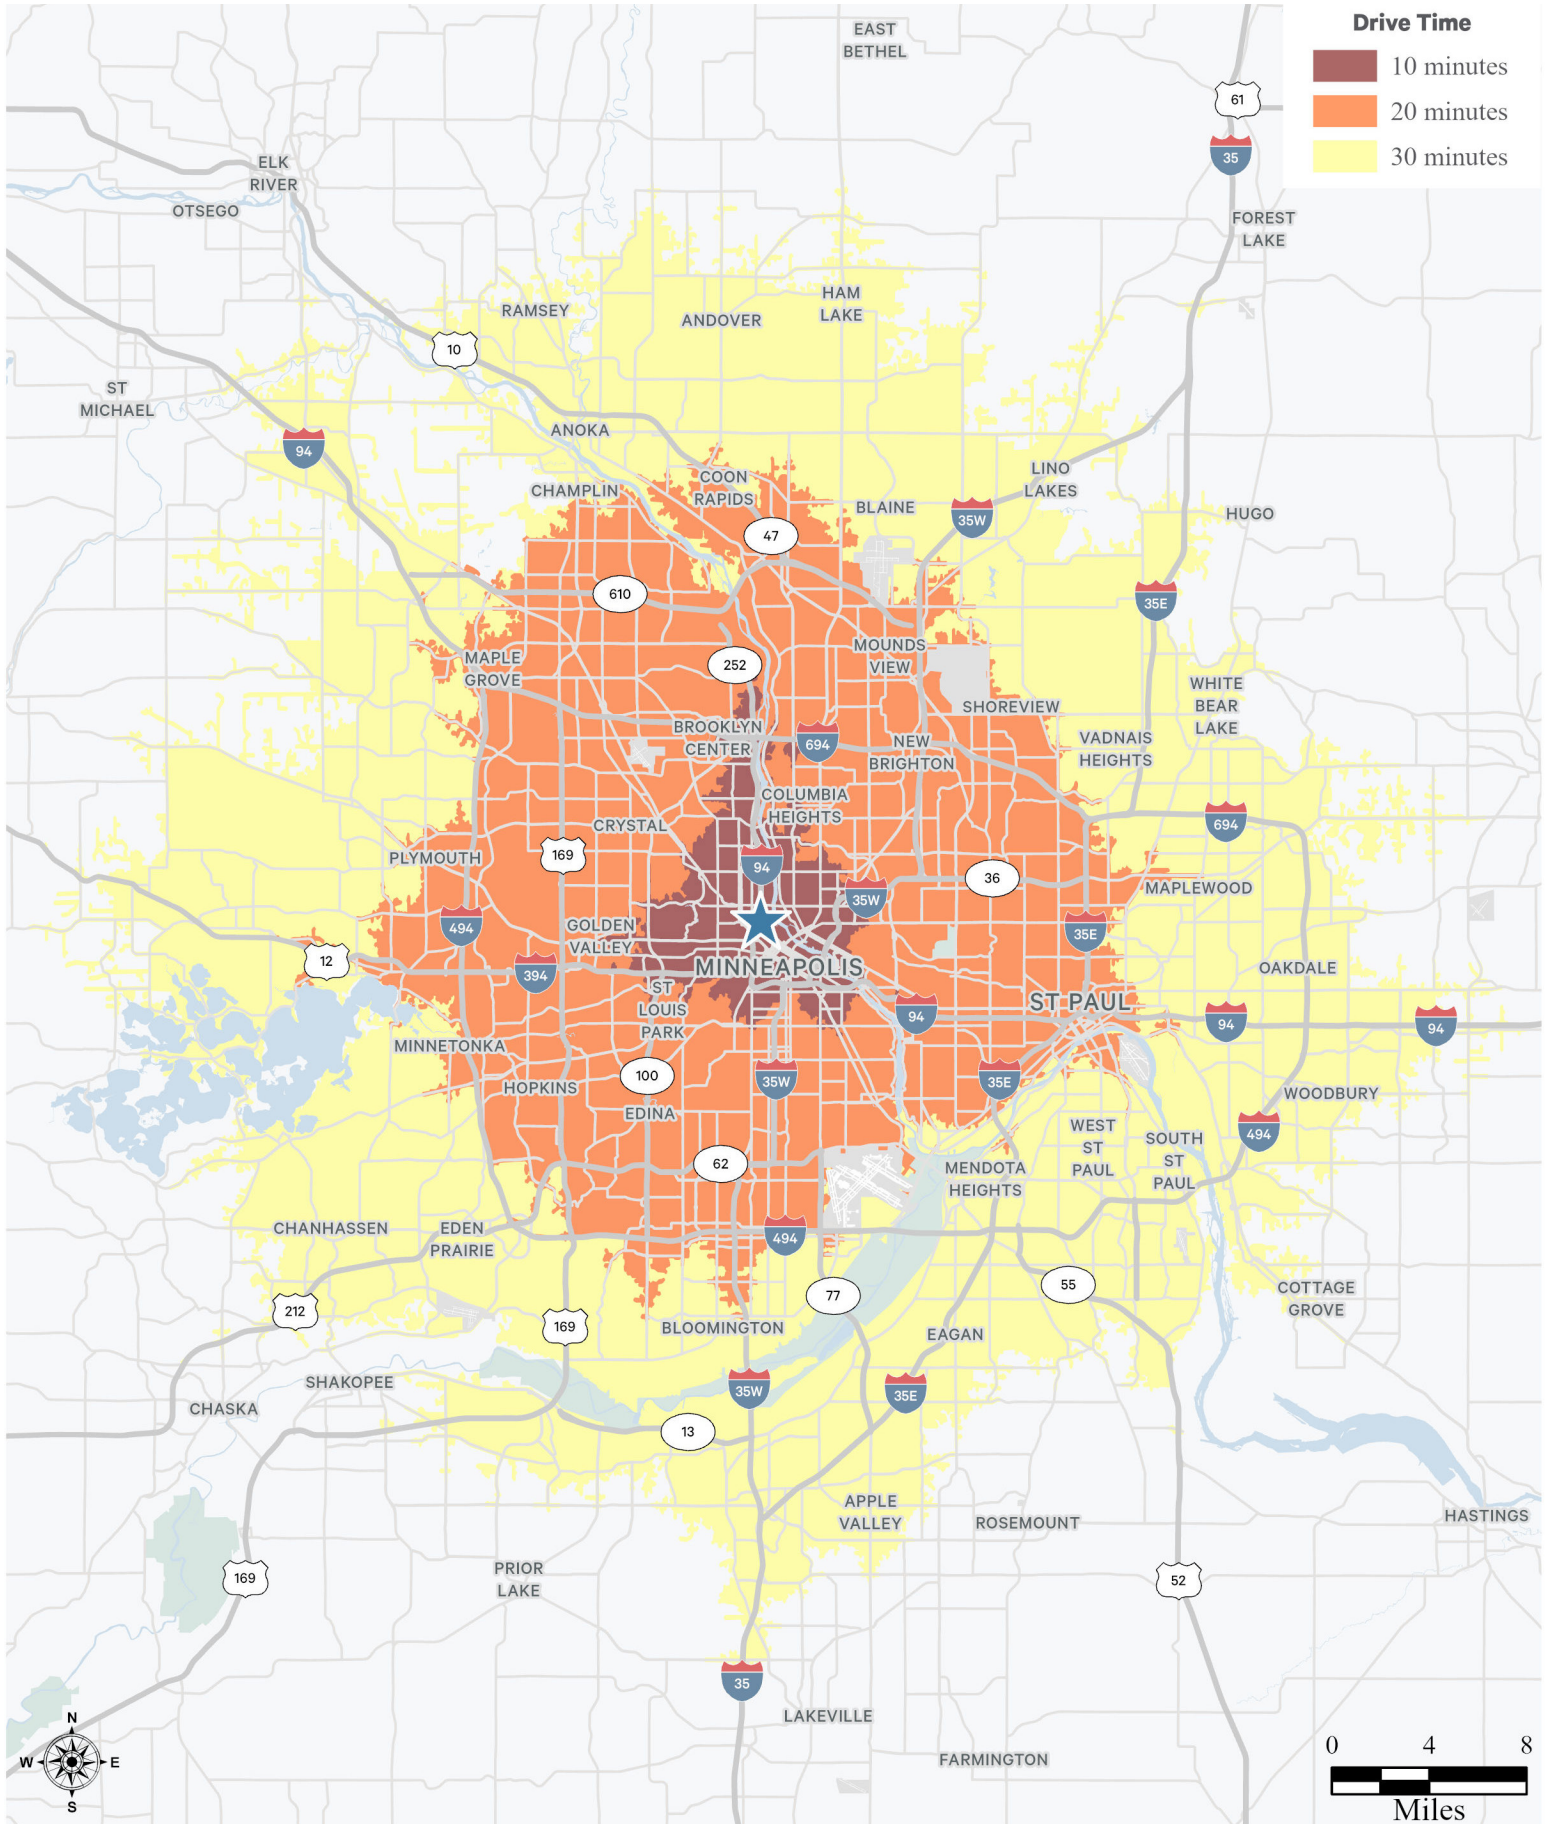 EAST
BETHEL
Drive Time
10 minutes
20 minutes
30 minutes
61
35
ELK
RIVER
OTSEGO
FOREST
LAKE
RAMSEY
ANDOVER
HAM
LAKE
10
ST
MICHAEL
94
ANOKA
CHAMPLIN
COON
RAPIDS
BLAINE
LINO
LAKES
35W
HUGO
47
610
35E
252
MOUNDS
VIEW
MAPLE
GROVE
SHOREVIEW
WHITE
BEAR
LAKE
BROOKLYN
CENTER
694
NEW
BRIGHTON
VADNAIS
HEIGHTS
COLUMBIA
HEIGHTS
CRYSTAL
694
PLYMOUTH
169
94
35W
36
MAPLEWOOD
494
GOLDEN
VALLEY
35E
12
394
MINNEAPOLIS
OAKDALE
ST
LOUIS
PARK
ST PAUL
94
94
94
MINNETONKA
HOPKINS
100
35W
35E
EDINA
WOODBURY
494
62
WEST
ST
PAUL
SOUTH
ST
PAUL
MENDOTA
HEIGHTS
CHANHASSEN
EDEN
PRAIRIE
494
55
77
COTTAGE
GROVE
212
169
BLOOMINGTON
EAGAN
SHAKOPEE
35W
35E
CHASKA
13
APPLE
VALLEY
ROSEMOUNT
HASTINGS
PRIOR
LAKE
169
52
35
LAKEVILLE
FARMINGTON
N
W E
S
0 4 8
Miles